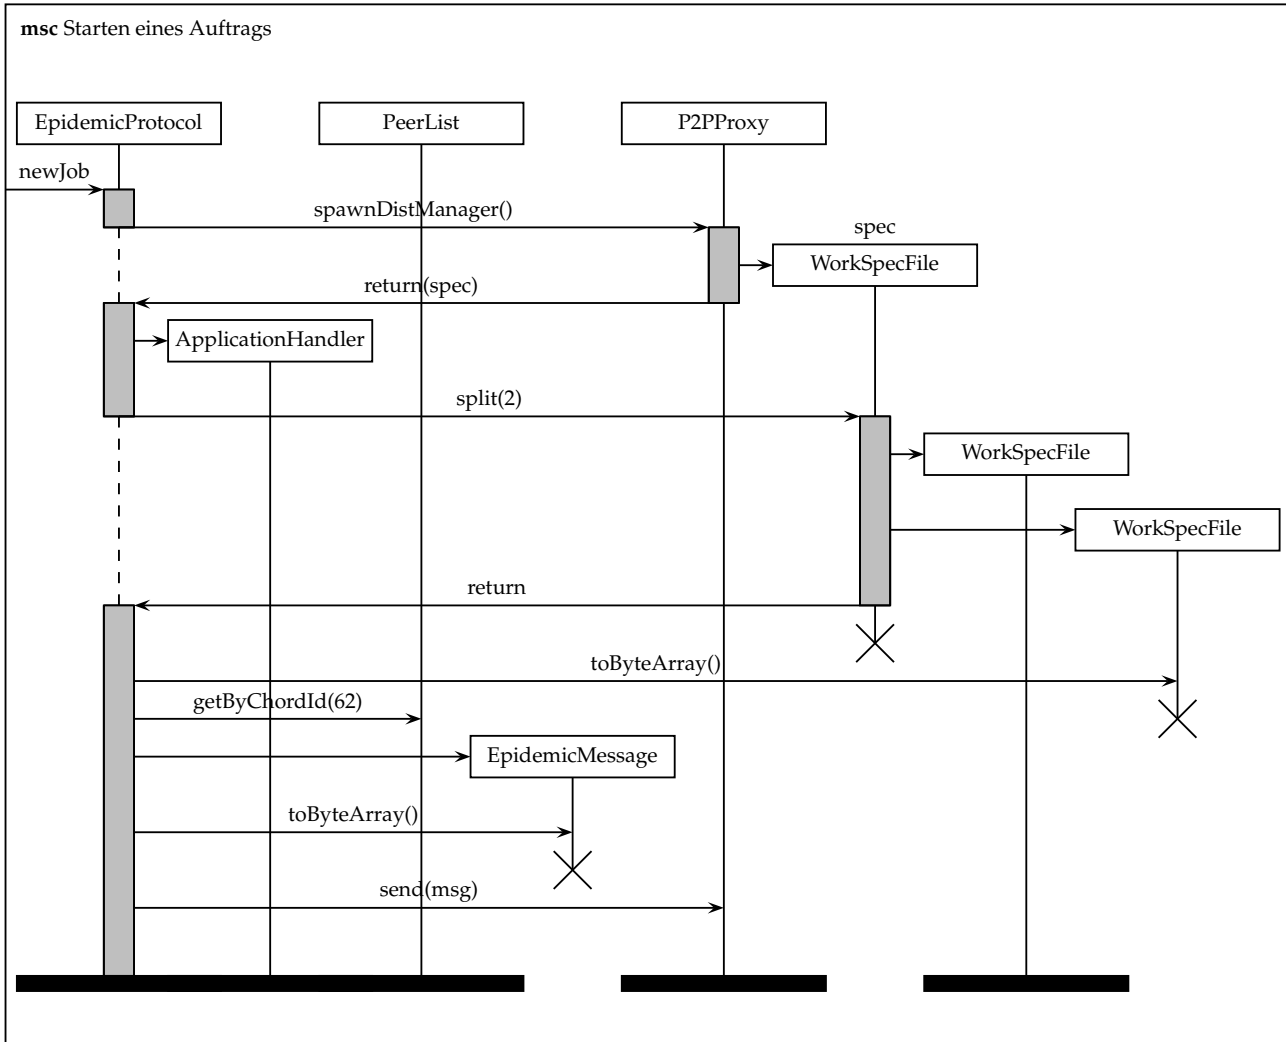 msc Starten eines Auftrags
EpidemicProtocol
PeerList
P2PProxy
newJob
spawnDistManager()
spec
WorkSpecFile
return(spec)
ApplicationHandler
split(2)
WorkSpecFile
WorkSpecFile
return
toByteArray()
getByChordId(62)
EpidemicMessage
toByteArray()
send(msg)